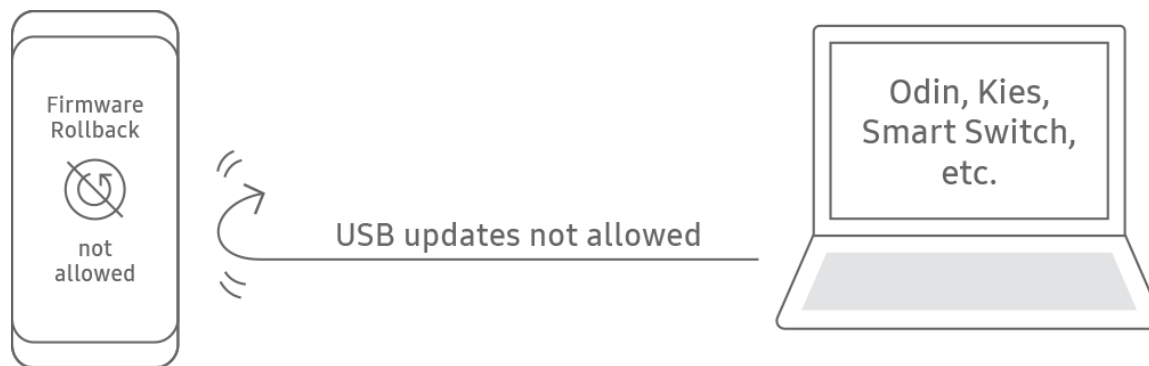 Firmware
Rollback
not
allowed
USB updates not allowed
Odin, Kies,
Smart Switch,
etc.